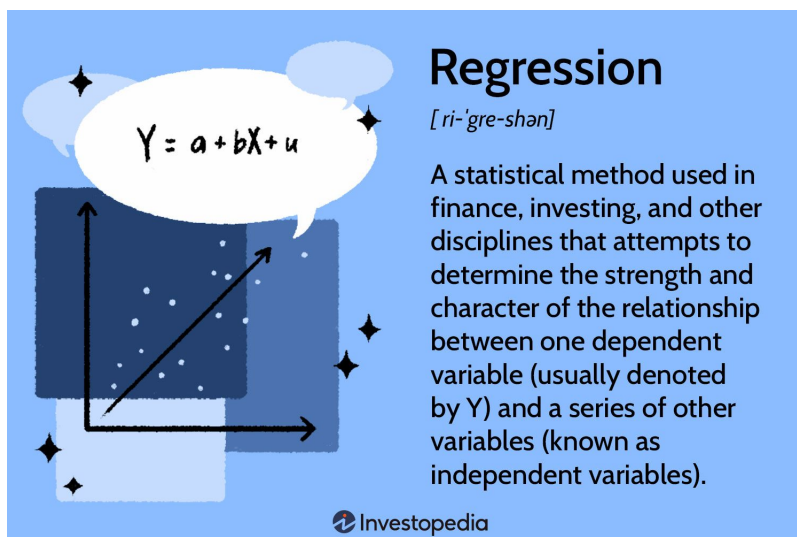 Regression
[ ri-'gre-shən]
Y = a + bX + u
A statistical method used in
finance, investing, and other
disciplines that attempts to
determine the strength and
character of the relationship
between one dependent
variable (usually denoted
by Y) and a series of other
variables (known as
independent variables).
Investopedia